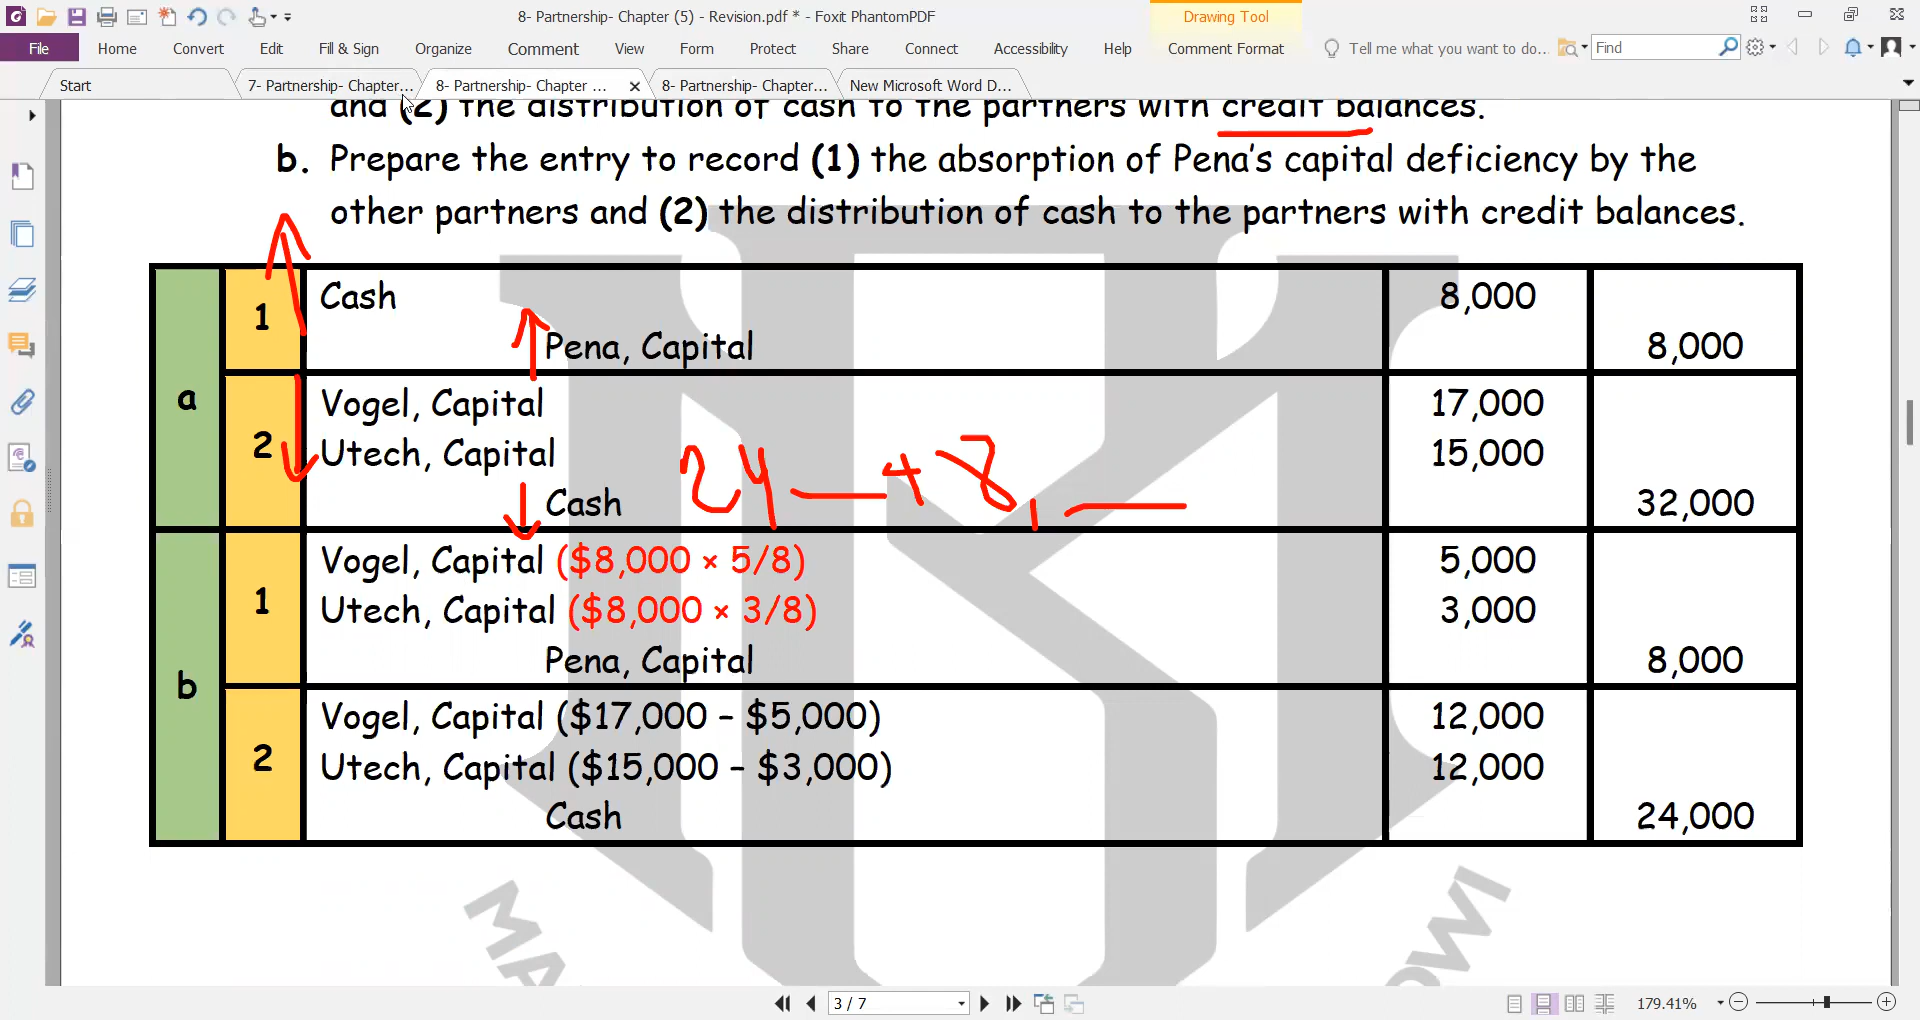 8- Partnership- Chapter (5) - Revision.pdf * - Foxit PhantomPDF
Drawing Tool
File Home Convert Edit Fill & Sign Organize Comment View Form Protect Share Connect Accessibility Help Comment Format Tell me what you want to do... Find
Start 7- Partnership- Chapter... 8- Partnership- Chapter ... 8- Partnership- Chapter... New Microsoft Word D...
and (2) the distribution of cash to the partners with credit balances.
b. Prepare the entry to record (1) the absorption of Pena's capital deficiency by the
other partners and (2) the distribution of cash to the partners with credit balances.
a
1
Cash 8,000
Pena, Capital 8,000
2
Vogel, Capital 17,000
Utech, Capital 15,000
Cash 32,000
24 + 8,
b
1
Vogel, Capital ($8,000 × 5/8) 5,000
Utech, Capital ($8,000 × 3/8) 3,000
Pena, Capital 8,000
2
Vogel, Capital ($17,000 – $5,000) 12,000
Utech, Capital ($15,000 – $3,000) 12,000
Cash 24,000
3 / 7
179.41%